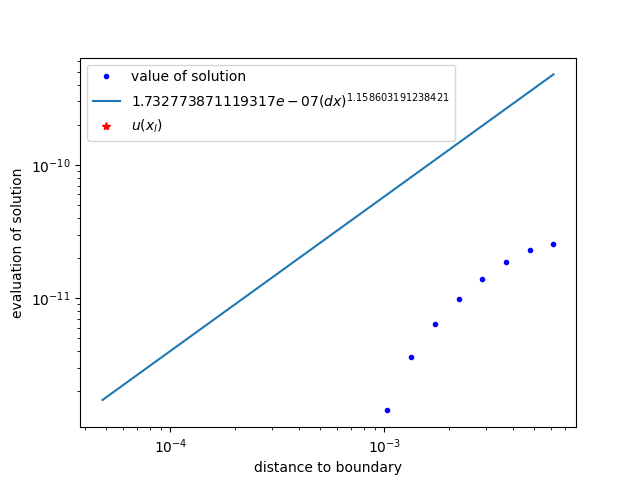 value of solution
1.732773871119317e − 07(dx)^1.158603191238421
u(x_l)
10^−10
10^−11
evaluation of solution
10^−4
10^−3
distance to boundary